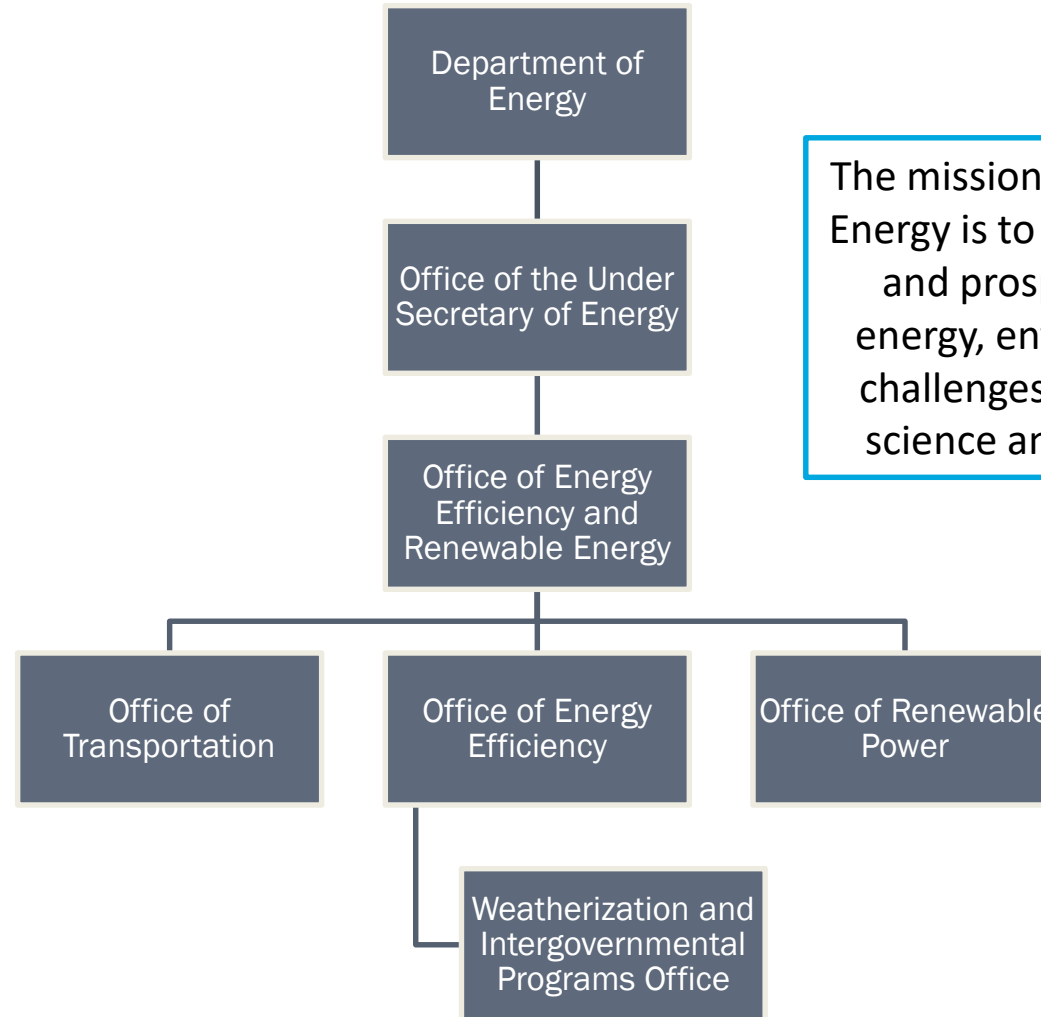 Department of
Energy
The mission
Energy is to
and pros
energy, en
challenges
science an
Office of the Under
Secretary of Energy
Office of Energy
Efficiency and
Renewable Energy
Office of
Transportation
Office of Energy
Efficiency
Office of Renewable
Power
Weatherization and
Intergovernmental
Programs Office